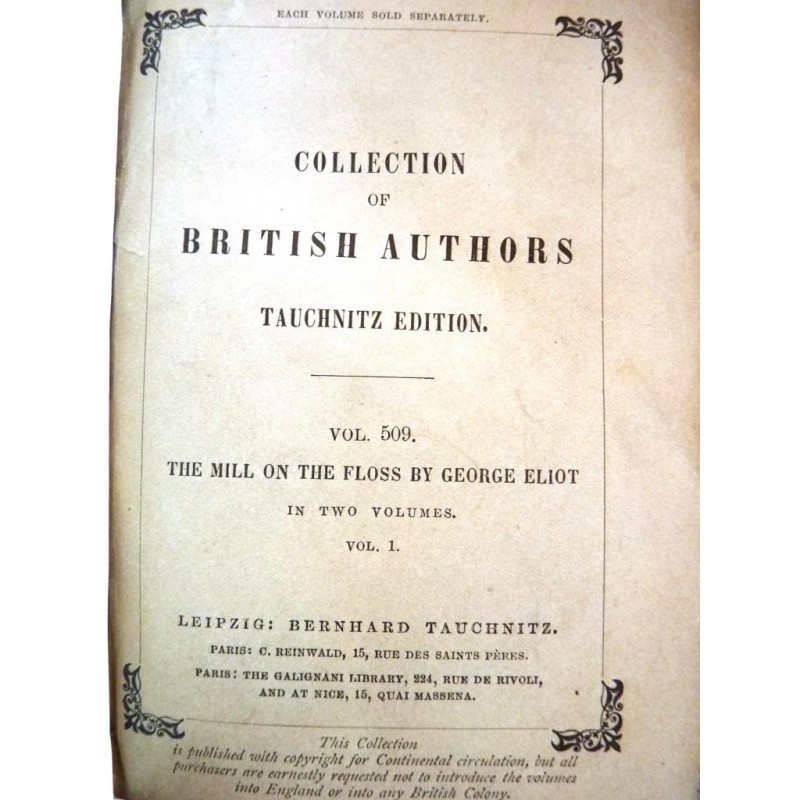 EACH VOLUME SOLD SEPARATELY.
COLLECTION
OF
BRITISH AUTHORS
TAUCHNITZ EDITION.
VOL. 509.
THE MILL ON THE FLOSS BY GEORGE ELIOT
IN TWO VOLUMES.
VOL. 1.
LEIPZIG: BERNHARD TAUCHNITZ.
PARIS: C. REINWALD, 15, RUE DES SAINTS PÈRES.
PARIS: THE GALIGNANI LIBRARY, 224, RUE DE RIVOLI,
AND AT NICE, 15, QUAI MASSENA.
This Collection
is published with copyright for Continental circulation, but all
purchasers are earnestly requested not to introduce the volumes
into England or into any British Colony.